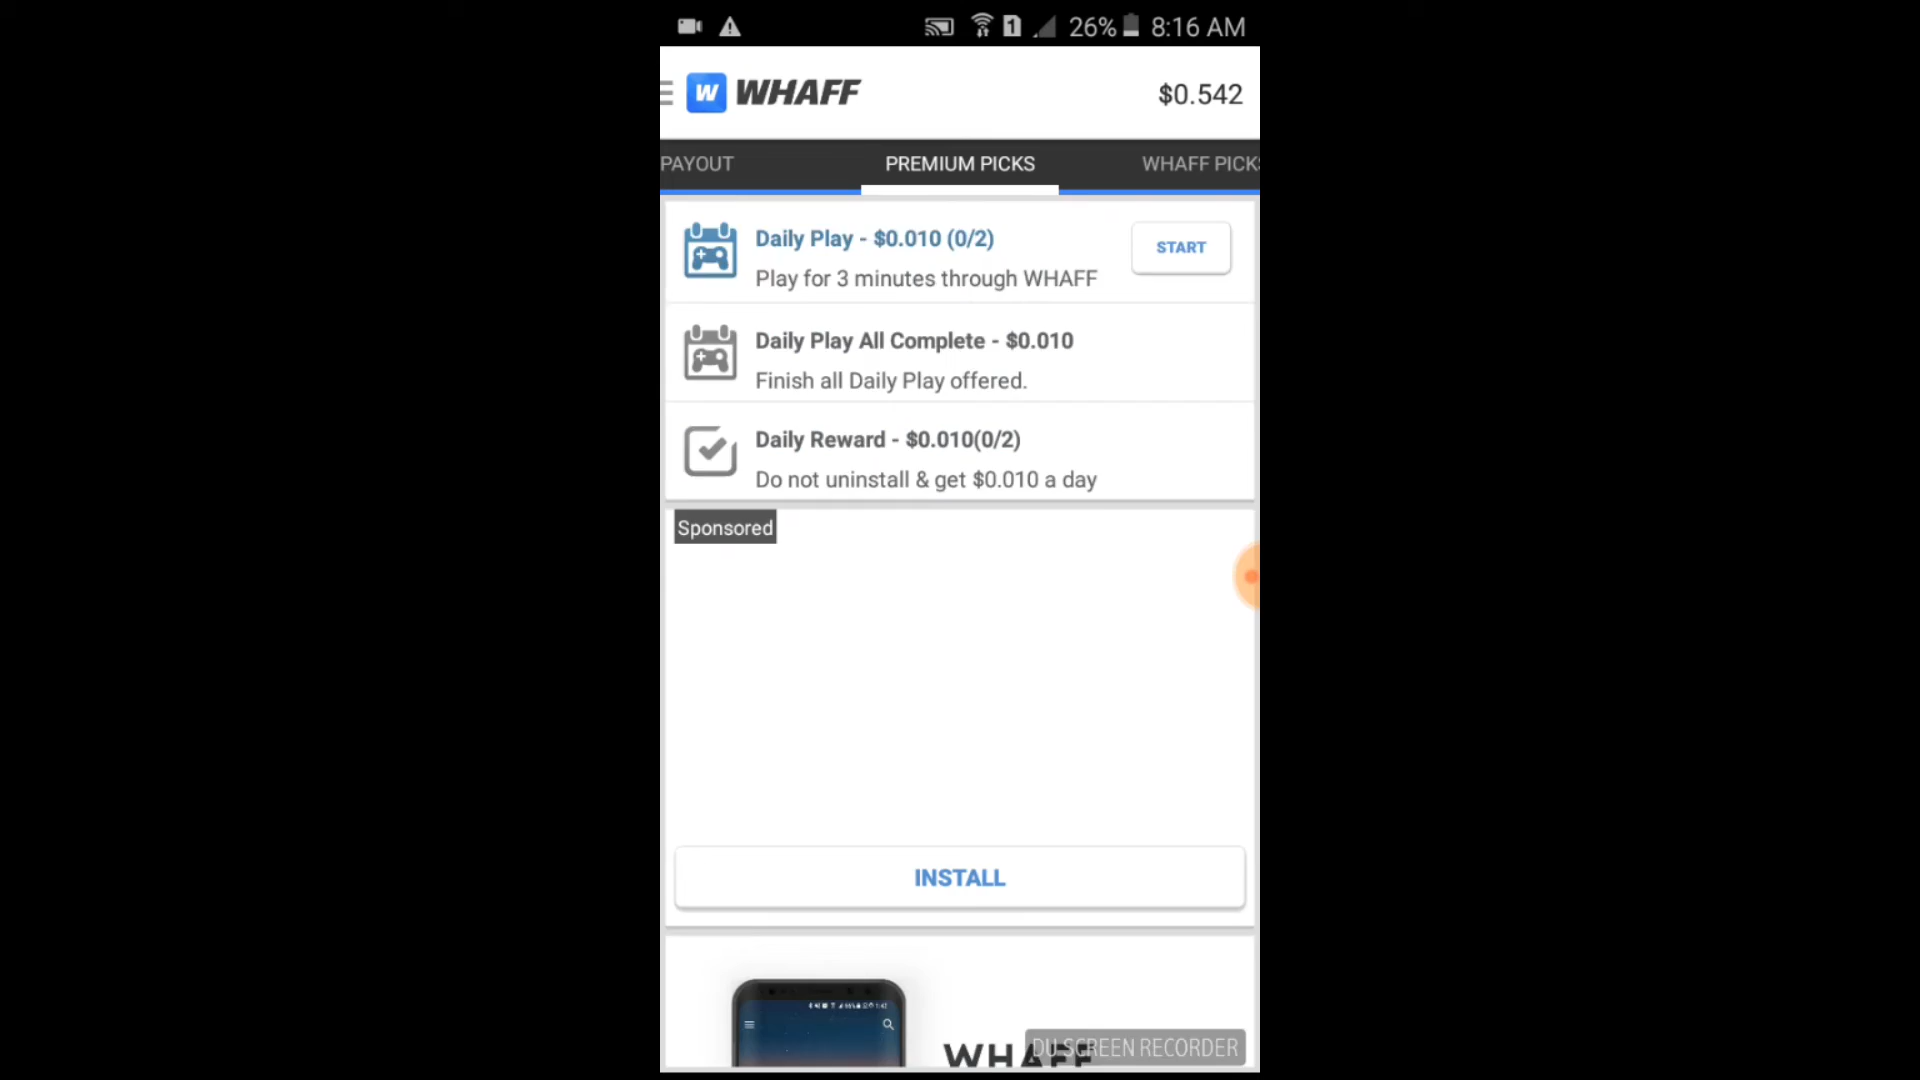 26% 8:16 AM
W WHAFF
$0.542
PAYOUT
PREMIUM PICKS
WHAFF PICKS
Daily Play - $0.010 (0/2)
START
Play for 3 minutes through WHAFF
Daily Play All Complete - $0.010
Finish all Daily Play offered.
Daily Reward - $0.010(0/2)
Do not uninstall & get $0.010 a day
Sponsored
INSTALL
WHAFF
DU SCREEN RECORDER